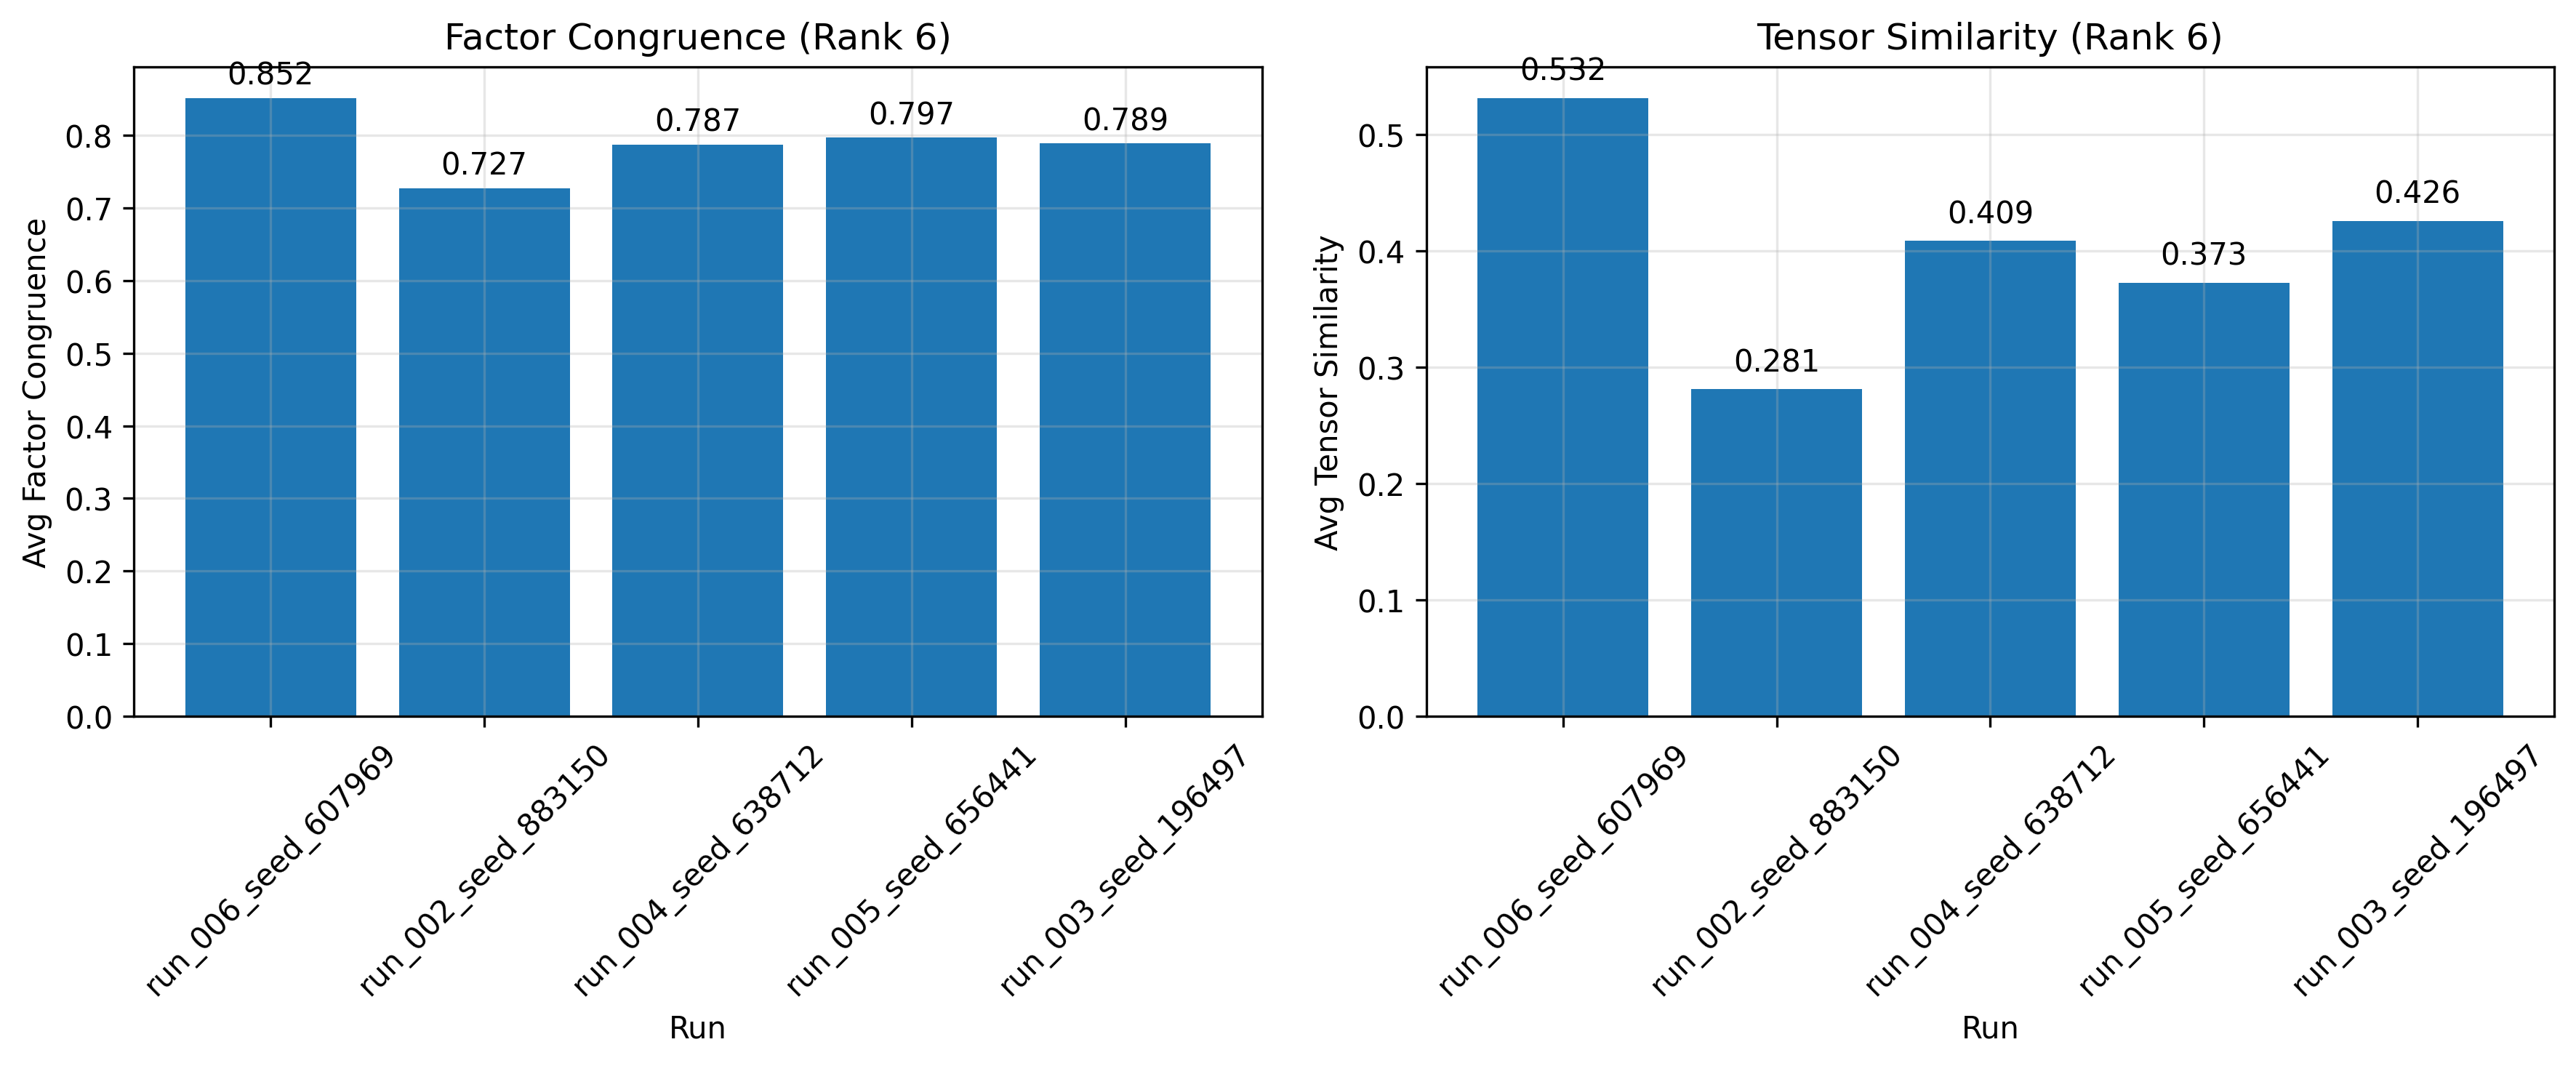 Factor Congruence (Rank 6)
Avg Factor Congruence
0.8
0.7
0.6
0.5
0.4
0.3
0.2
0.1
0.0
0.852
0.727
0.787
0.797
0.789
run_006_seed_607969
run_002_seed_883150
run_004_seed_638712
run_005_seed_656441
run_003_seed_196497
Run
Tensor Similarity (Rank 6)
Avg Tensor Similarity
0.5
0.4
0.3
0.2
0.1
0.0
0.532
0.281
0.409
0.373
0.426
run_006_seed_607969
run_002_seed_883150
run_004_seed_638712
run_005_seed_656441
run_003_seed_196497
Run